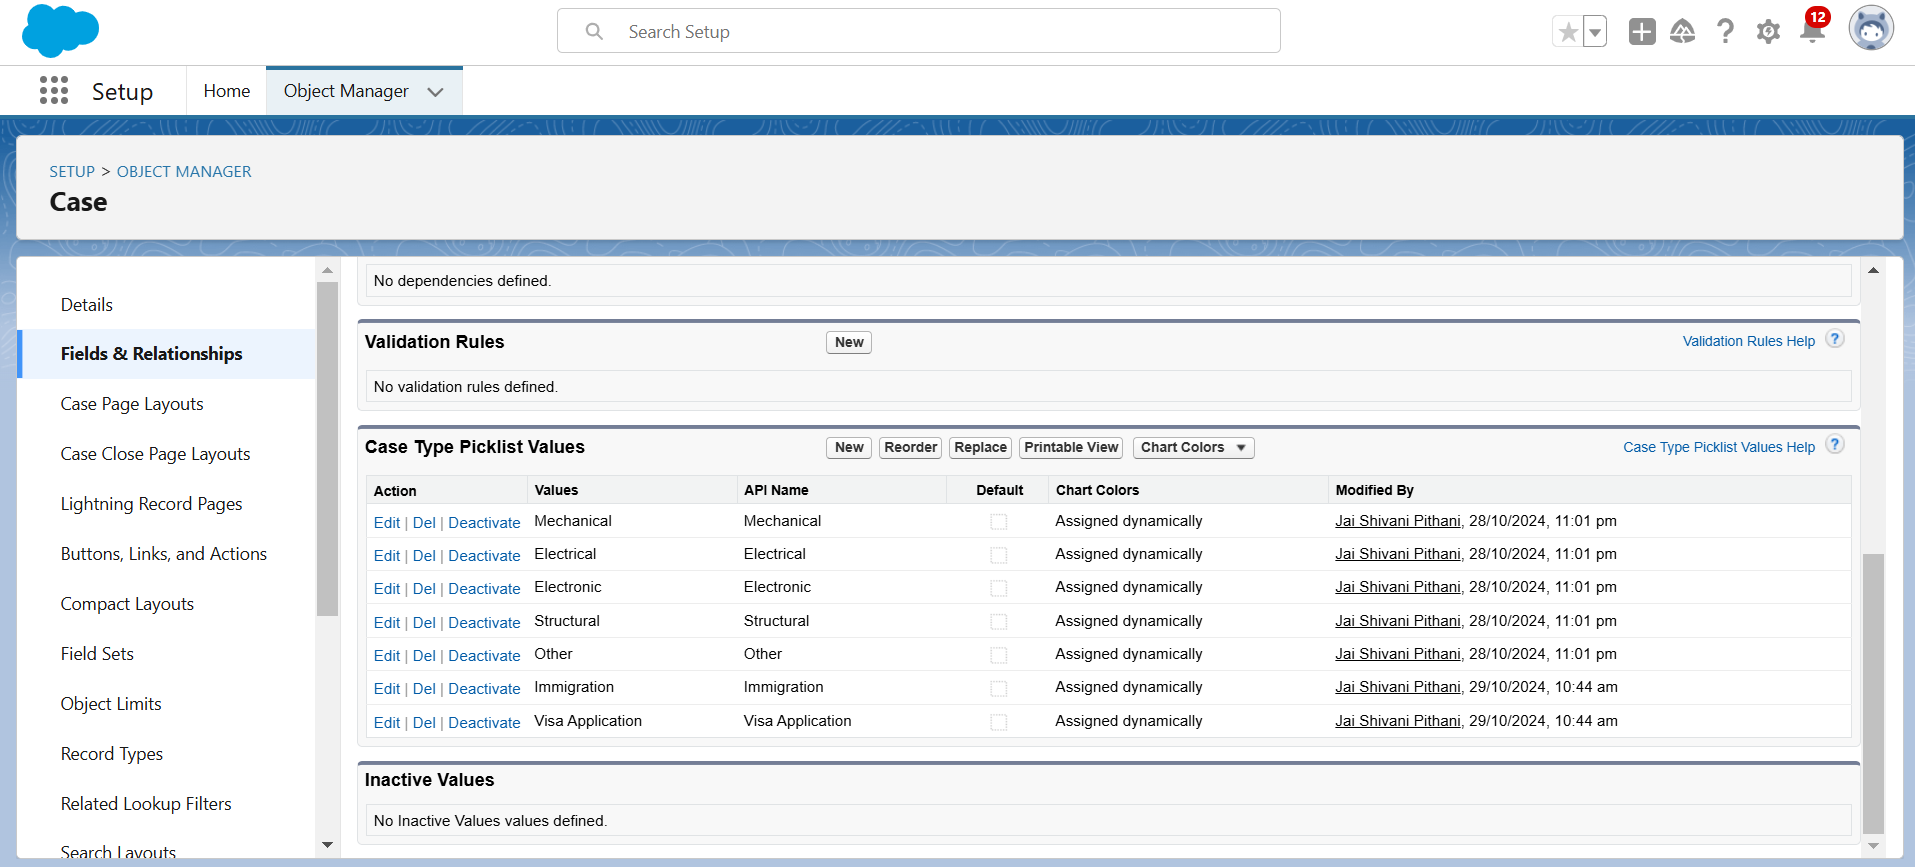 Search Setup
12
Setup
Home
Object Manager
SETUP > OBJECT MANAGER
Case
Details
Fields & Relationships
Case Page Layouts
Case Close Page Layouts
Lightning Record Pages
Buttons, Links, and Actions
Compact Layouts
Field Sets
Object Limits
Record Types
Related Lookup Filters
Search Layouts
No dependencies defined.
Validation Rules New Validation Rules Help ?
No validation rules defined.
Case Type Picklist Values New Reorder Replace Printable View Chart Colors Case Type Picklist Values Help ?
Action Values API Name Default Chart Colors Modified By
Edit | Del | Deactivate Mechanical Mechanical Assigned dynamically Jai Shivani Pithani, 28/10/2024, 11:01 pm
Edit | Del | Deactivate Electrical Electrical Assigned dynamically Jai Shivani Pithani, 28/10/2024, 11:01 pm
Edit | Del | Deactivate Electronic Electronic Assigned dynamically Jai Shivani Pithani, 28/10/2024, 11:01 pm
Edit | Del | Deactivate Structural Structural Assigned dynamically Jai Shivani Pithani, 28/10/2024, 11:01 pm
Edit | Del | Deactivate Other Other Assigned dynamically Jai Shivani Pithani, 28/10/2024, 11:01 pm
Edit | Del | Deactivate Immigration Immigration Assigned dynamically Jai Shivani Pithani, 29/10/2024, 10:44 am
Edit | Del | Deactivate Visa Application Visa Application Assigned dynamically Jai Shivani Pithani, 29/10/2024, 10:44 am
Inactive Values
No Inactive Values values defined.